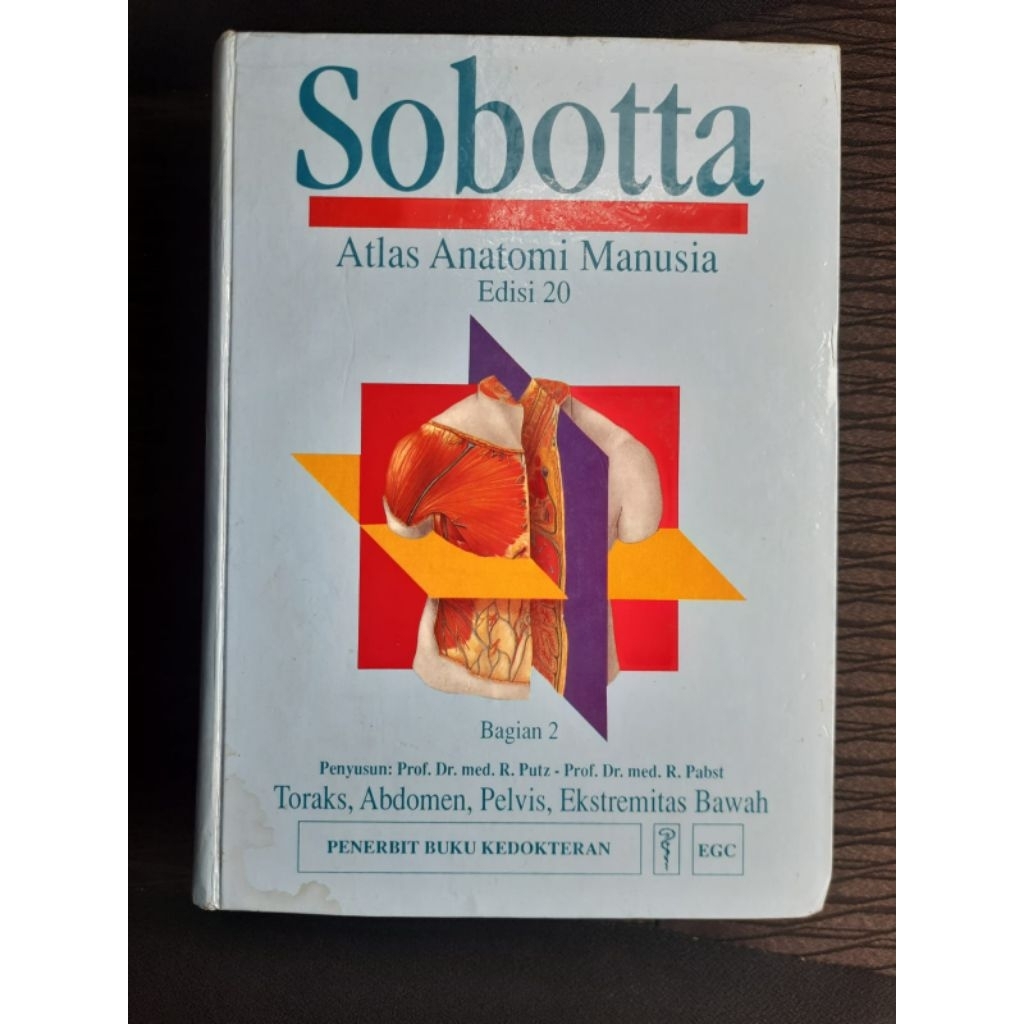 Sobotta
Atlas Anatomi Manusia
Edisi 20
Bagian 2
Penyusun: Prof. Dr. med. R. Putz - Prof. Dr. med. R. Pabst
Toraks, Abdomen, Pelvis, Ekstremitas Bawah
PENERBIT BUKU KEDOKTERAN EGC